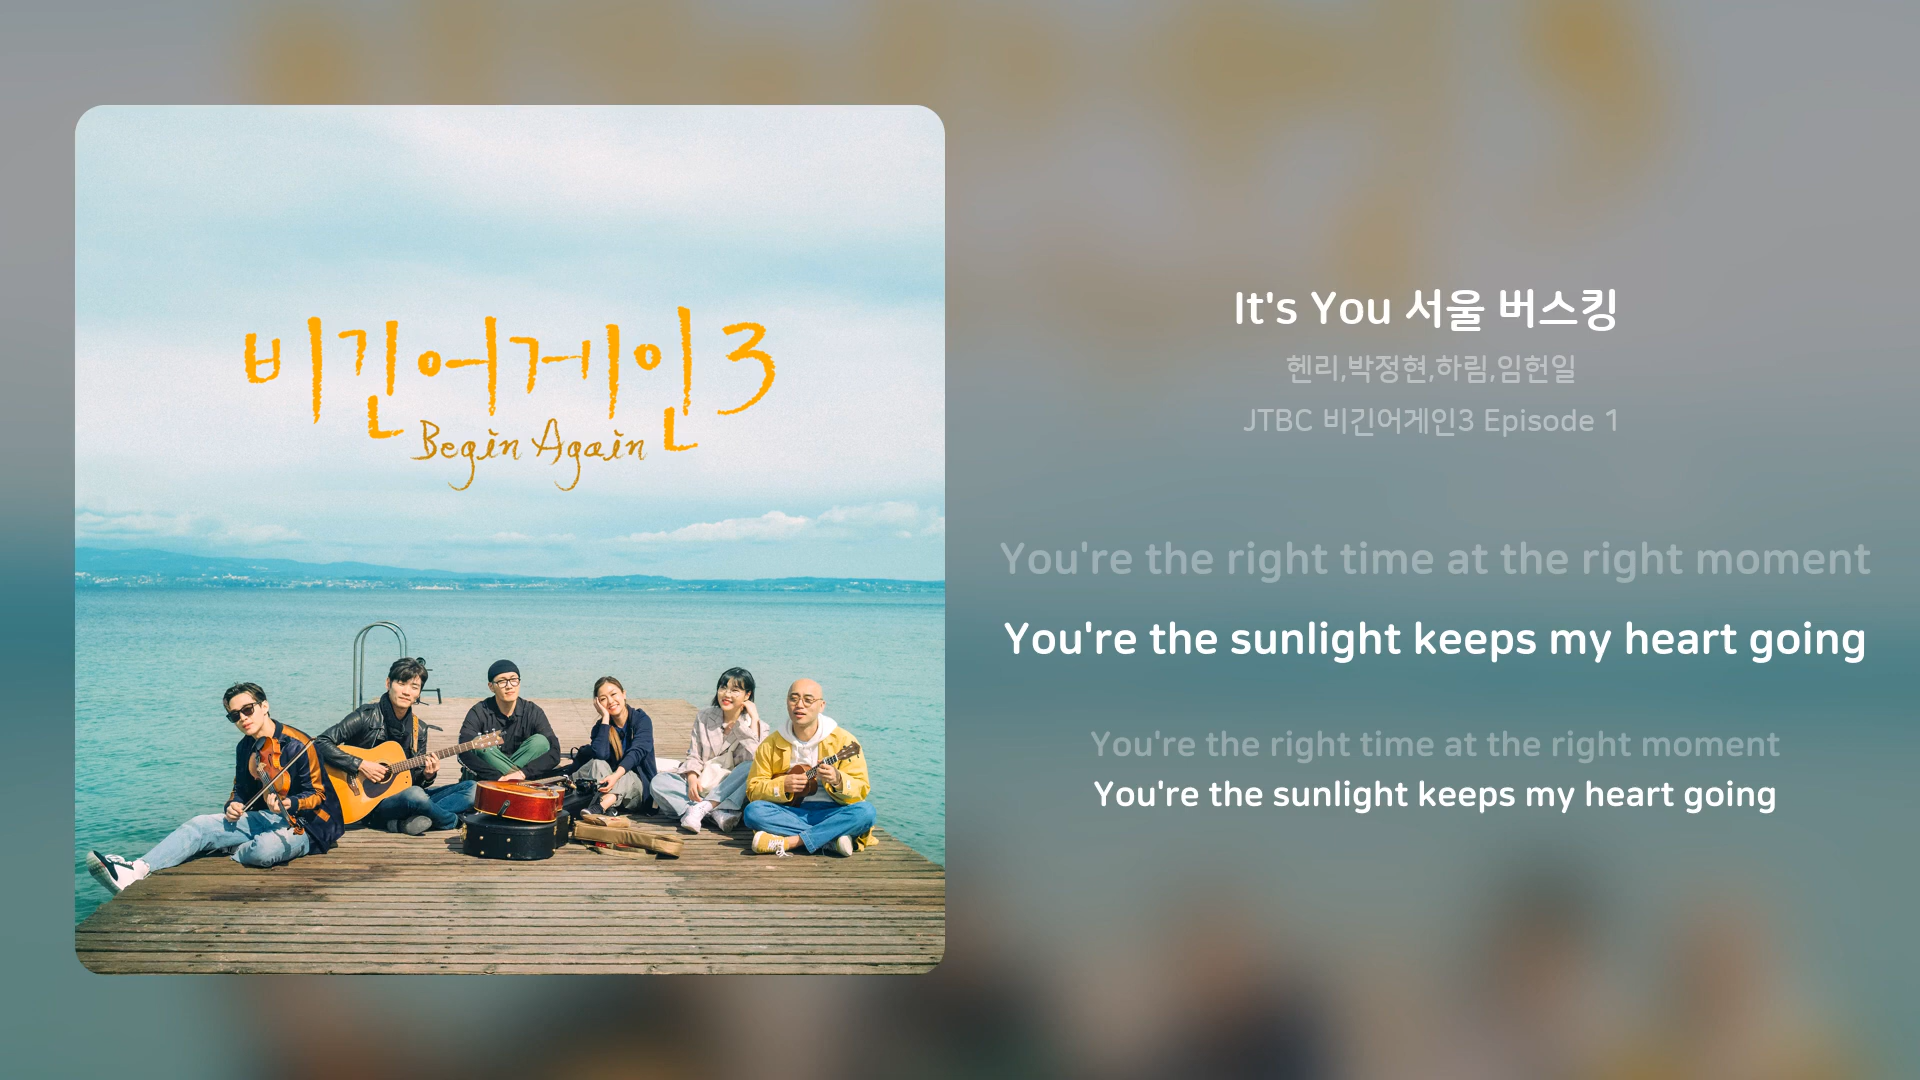 비긴어게인3
Begin Again
It's You 서울 버스킹
헨리,박정현,하림,임헌일
JTBC 비긴어게인3 Episode 1
You're the right time at the right moment
You're the sunlight keeps my heart going
You're the right time at the right moment
You're the sunlight keeps my heart going